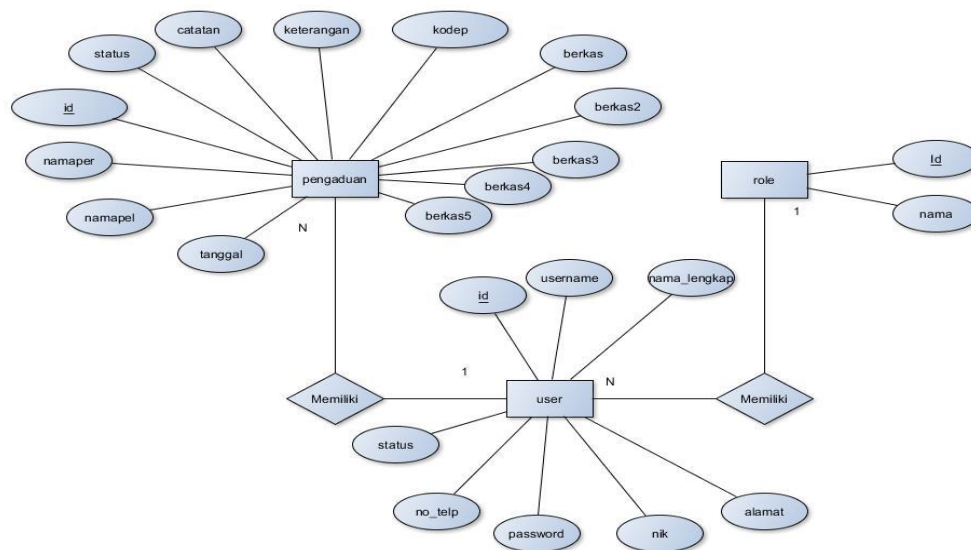 catatan
keterangan
kodep
status
berkas
id
berkas2
namaper
pengaduan
berkas3
berkas4
berkas5
namapel
N
tanggal
role
Id
1
nama
id
username
nama_lengkap
Memiliki
1
user
N
Memiliki
status
no_telp
password
nik
alamat